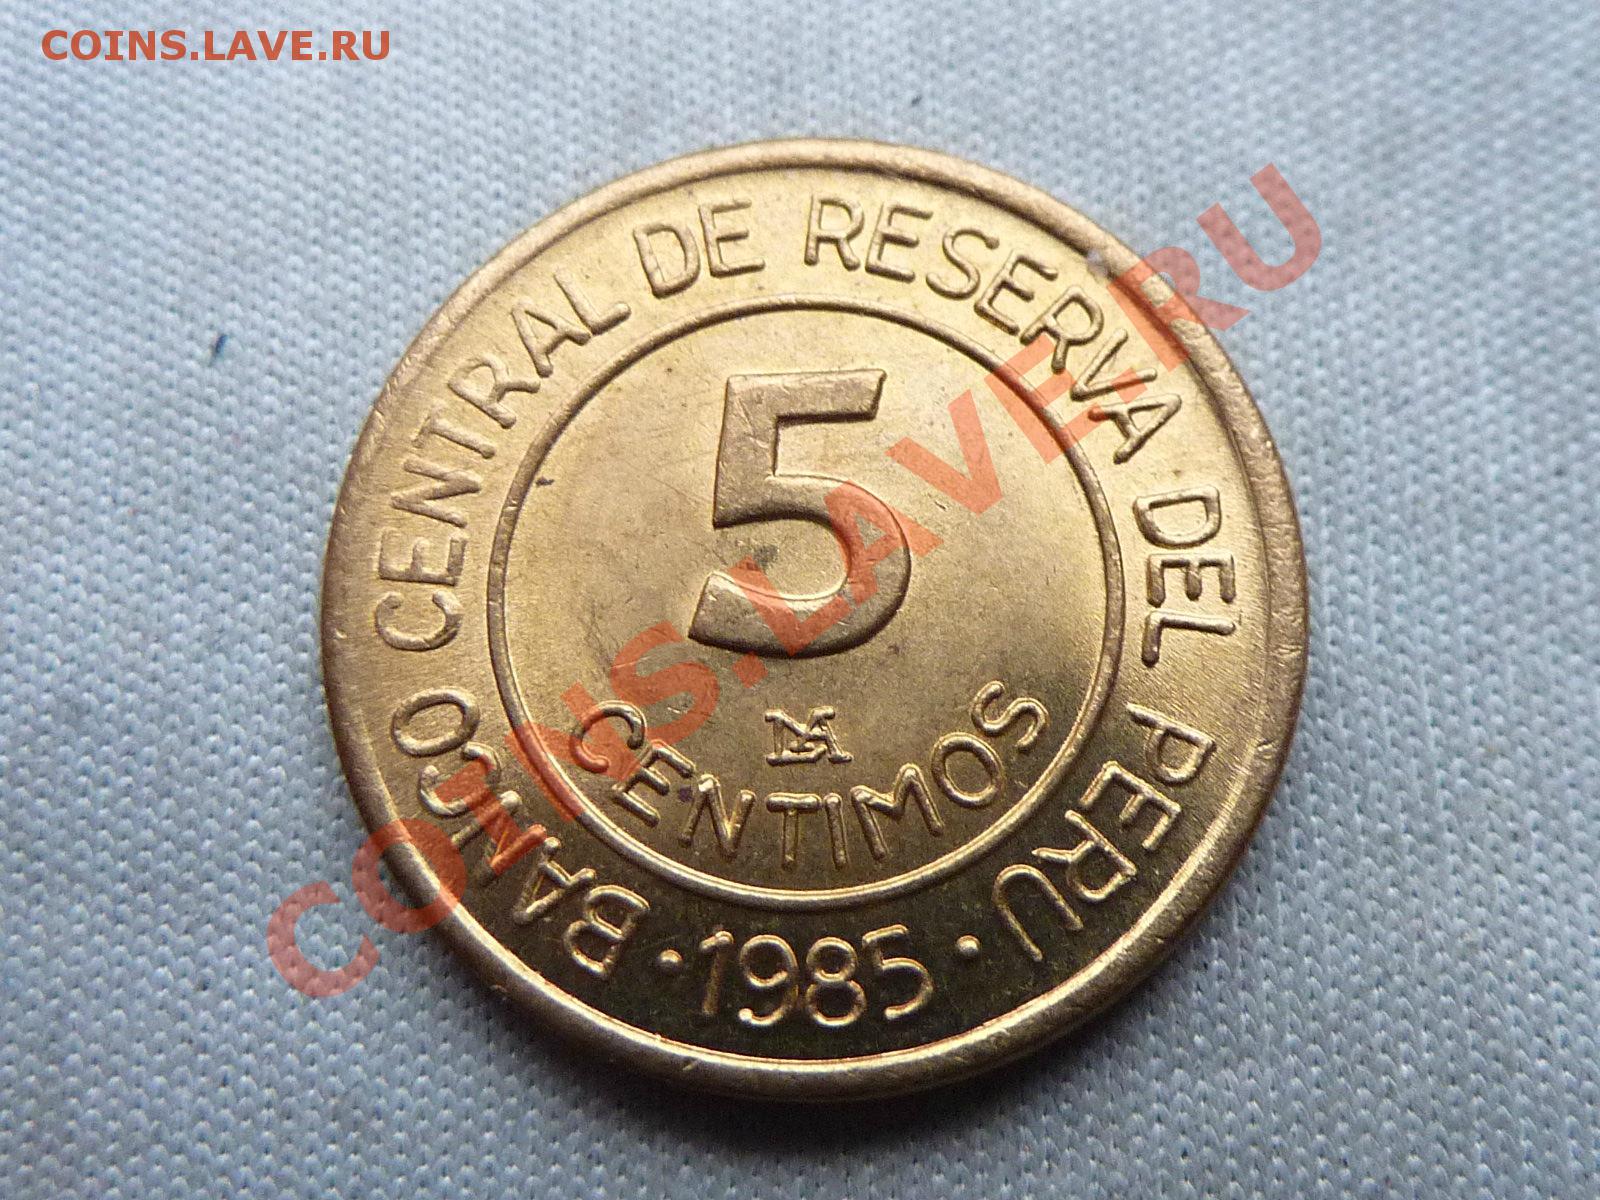 COINS.LAVE.RU
BANCO CENTRAL DE RESERVA DEL PERU
5
LM
CENTIMOS
· 1985 ·
COINS.LAVE.RU